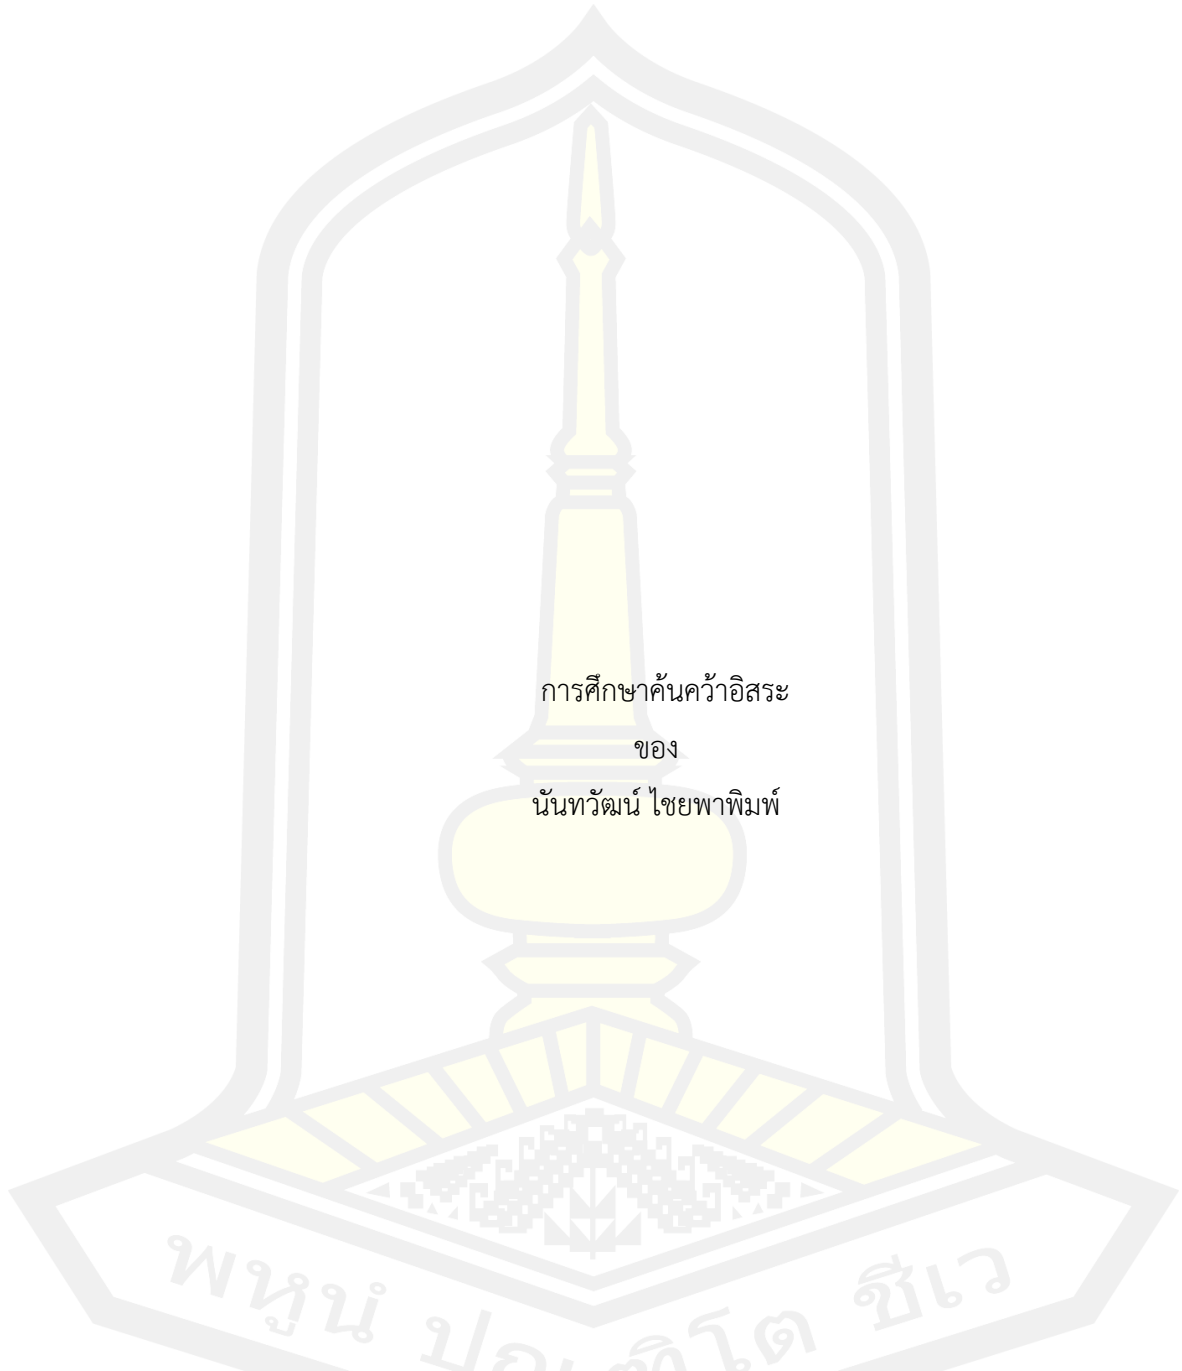 การศึกษาค้นคว้าอิสระ
ของ
นันทวัฒน์ ไชยพาพิมพ์
พหูนํ ปณฺฑิโต ชีเว